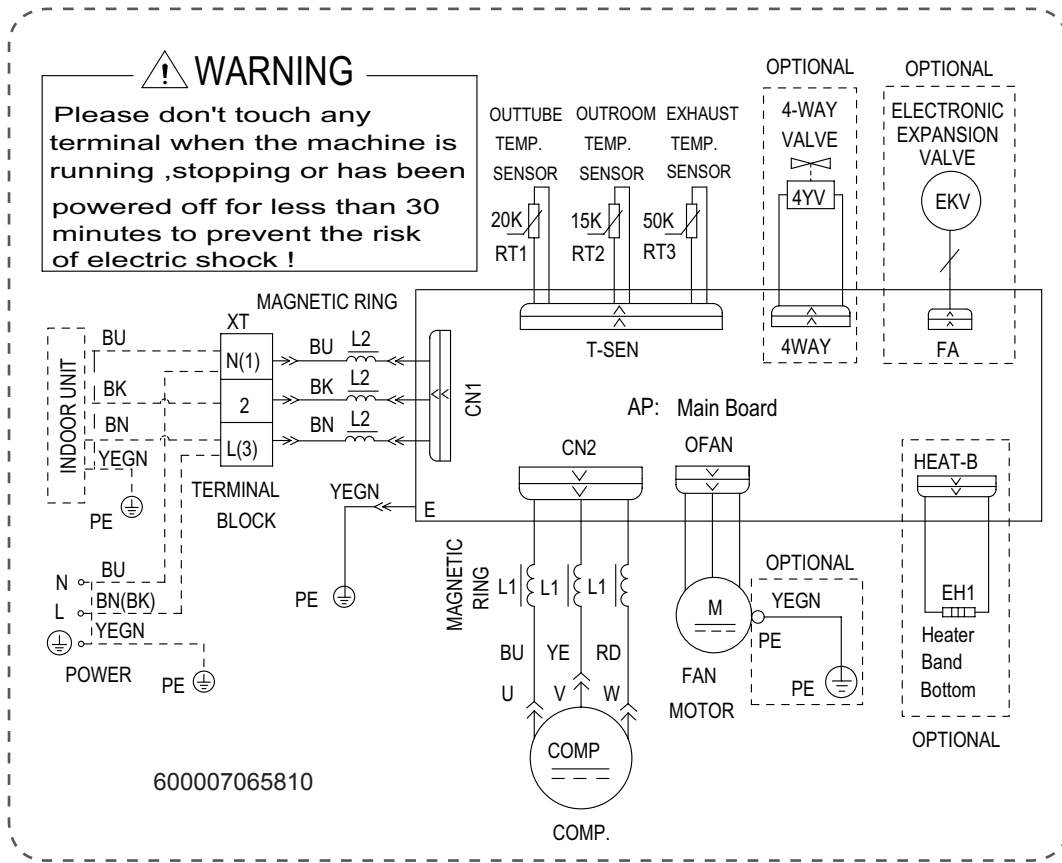 WARNING
Please don't touch any
terminal when the machine is
running ,stopping or has been
powered off for less than 30
minutes to prevent the risk
of electric shock !
OUTTUBE
TEMP.
SENSOR
OUTROOM
TEMP.
SENSOR
EXHAUST
TEMP.
SENSOR
20K
RT1
15K
RT2
50K
RT3
T-SEN
OPTIONAL
4-WAY
VALVE
4YV
4WAY
OPTIONAL
ELECTRONIC
EXPANSION
VALVE
EKV
FA
MAGNETIC RING
XT
INDOOR UNIT
BU
BK
BN
YEGN
PE
N(1)
2
L(3)
BU
L2
BK
L2
BN
L2
CN1
TERMINAL
BLOCK
YEGN
E
PE
AP: Main Board
N
BU
L
BN(BK)
YEGN
POWER
PE
CN2
MAGNETIC
RING
L1
L1
L1
BU
YE
RD
U
V
W
COMP
COMP.
OFAN
M
FAN
MOTOR
OPTIONAL
YEGN
PE
PE
HEAT-B
EH1
Heater
Band
Bottom
OPTIONAL
600007065810